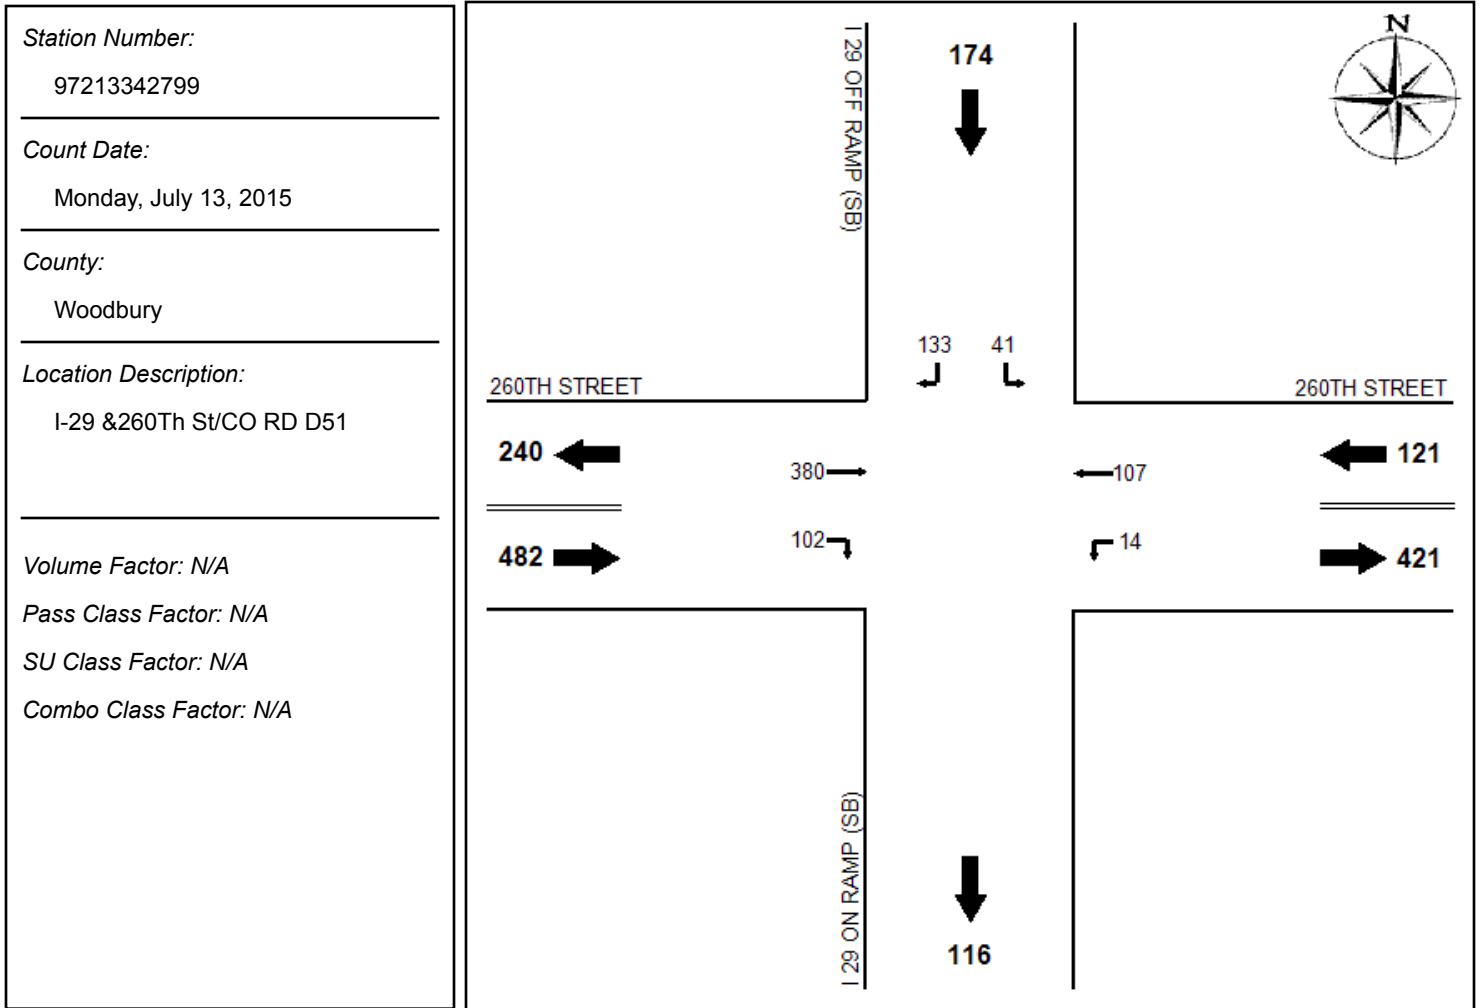 Station Number:
97213342799
Count Date:
Monday, July 13, 2015
County:
Woodbury
Location Description:
I-29 &260Th St/CO RD D51
Volume Factor: N/A
Pass Class Factor: N/A
SU Class Factor: N/A
Combo Class Factor: N/A
N
I 29 OFF RAMP (SB)
174
133 41
260TH STREET
260TH STREET
240
380
107
121
482
102
14
421
I 29 ON RAMP (SB)
116